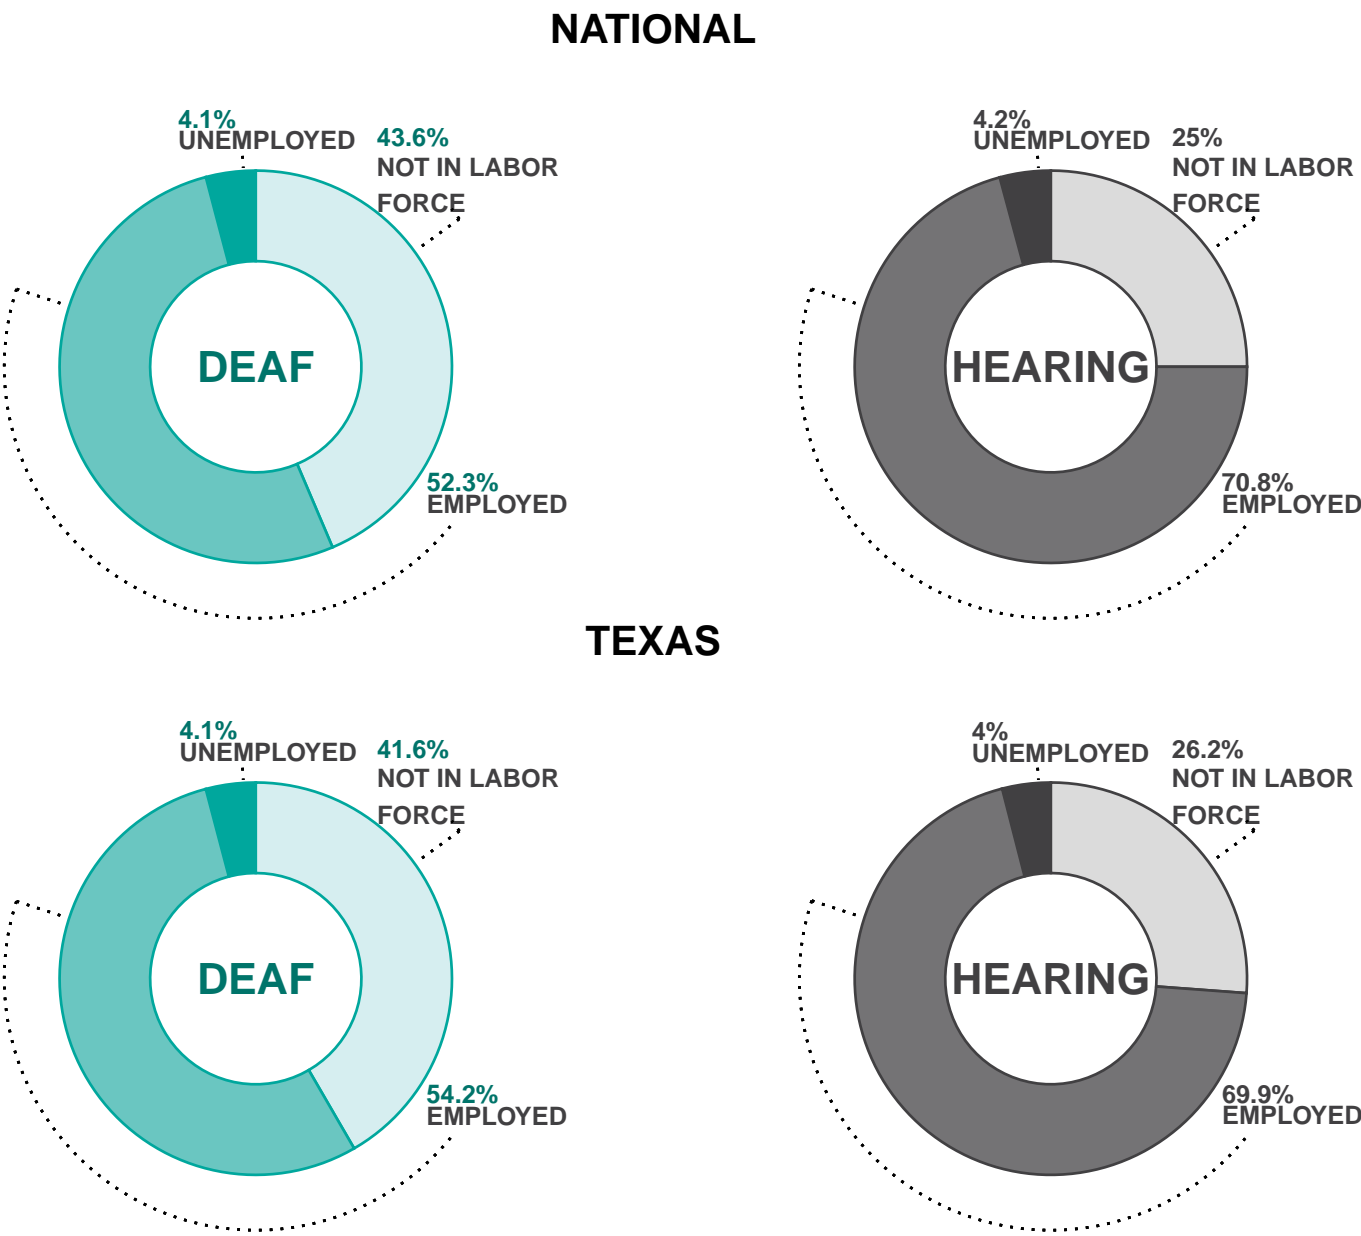 NATIONAL
4.1%
UNEMPLOYED
43.6%
NOT IN LABOR
FORCE
DEAF
52.3%
EMPLOYED
4.2%
UNEMPLOYED
25%
NOT IN LABOR
FORCE
HEARING
70.8%
EMPLOYED
TEXAS
4.1%
UNEMPLOYED
41.6%
NOT IN LABOR
FORCE
DEAF
54.2%
EMPLOYED
4%
UNEMPLOYED
26.2%
NOT IN LABOR
FORCE
HEARING
69.9%
EMPLOYED